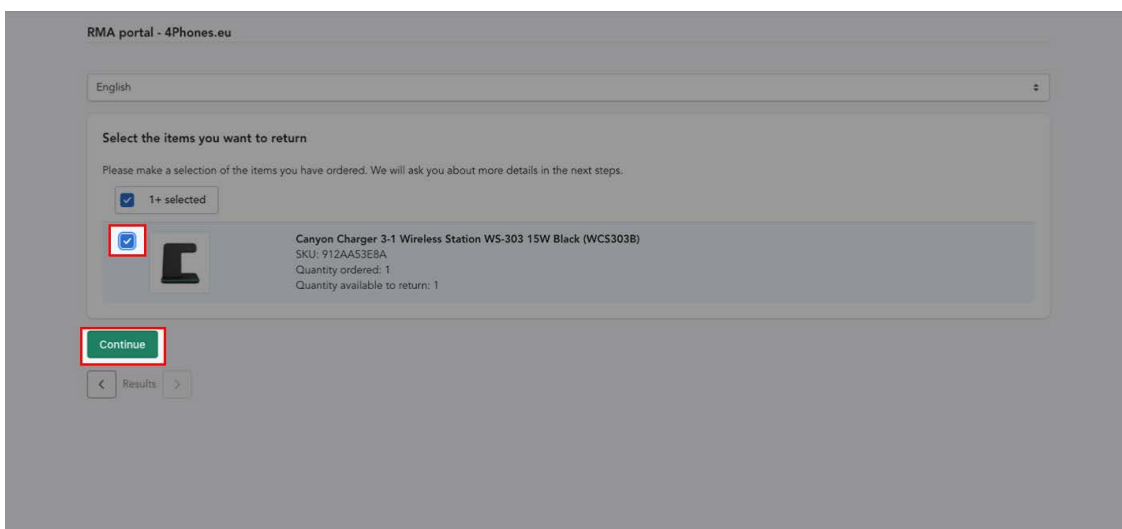 RMA portal - 4Phones.eu
English
Select the items you want to return
Please make a selection of the items you have ordered. We will ask you about more details in the next steps.
1+ selected
Canyon Charger 3-1 Wireless Station WS-303 15W Black (WCS303B)
SKU: 912AA53E8A
Quantity ordered: 1
Quantity available to return: 1
Continue
Results